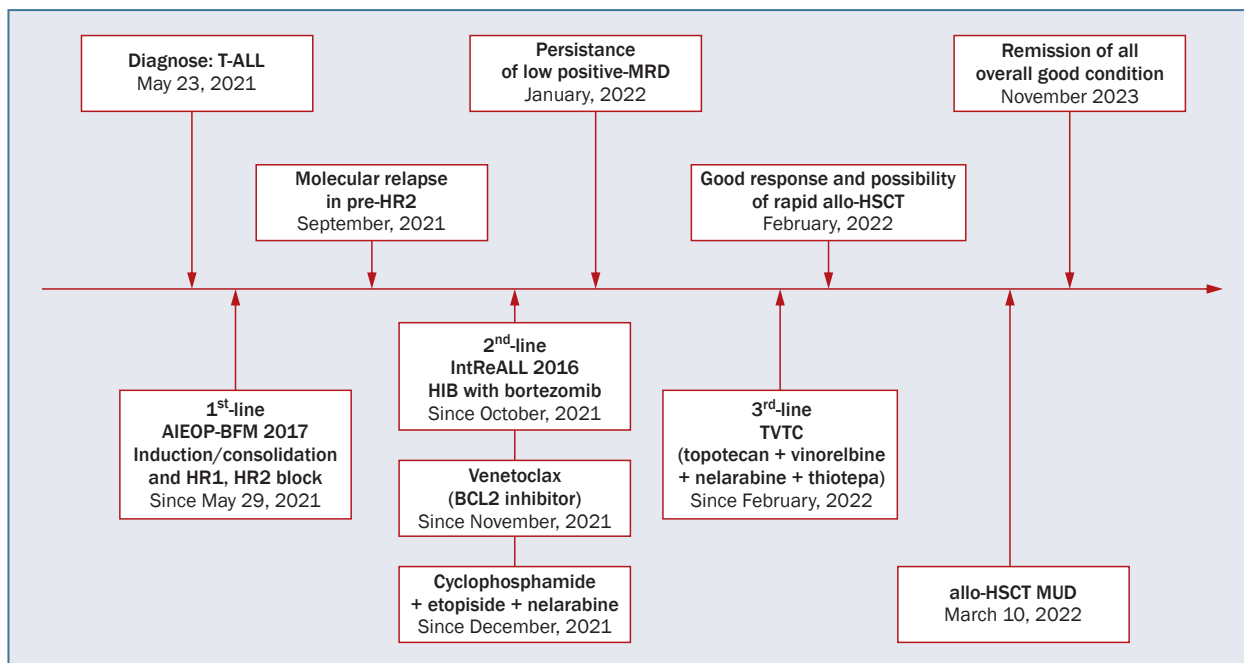 Diagnose: T-ALL
May 23, 2021
Persistance
of low positive-MRD
January, 2022
Remission of all
overall good condition
November 2023
Molecular relapse
in pre-HR2
September, 2021
Good response and possibility
of rapid allo-HSCT
February, 2022
1st-line
AIEOP-BFM 2017
Induction/consolidation
and HR1, HR2 block
Since May 29, 2021
2nd-line
IntReALL 2016
HIB with bortezomib
Since October, 2021
Venetoclax
(BCL2 inhibitor)
Since November, 2021
Cyclophosphamide
+ etopiside + nelarabine
Since December, 2021
3rd-line
TVTC
(topotecan + vinorelbine
+ nelarabine + thiotepa)
Since February, 2022
allo-HSCT MUD
March 10, 2022